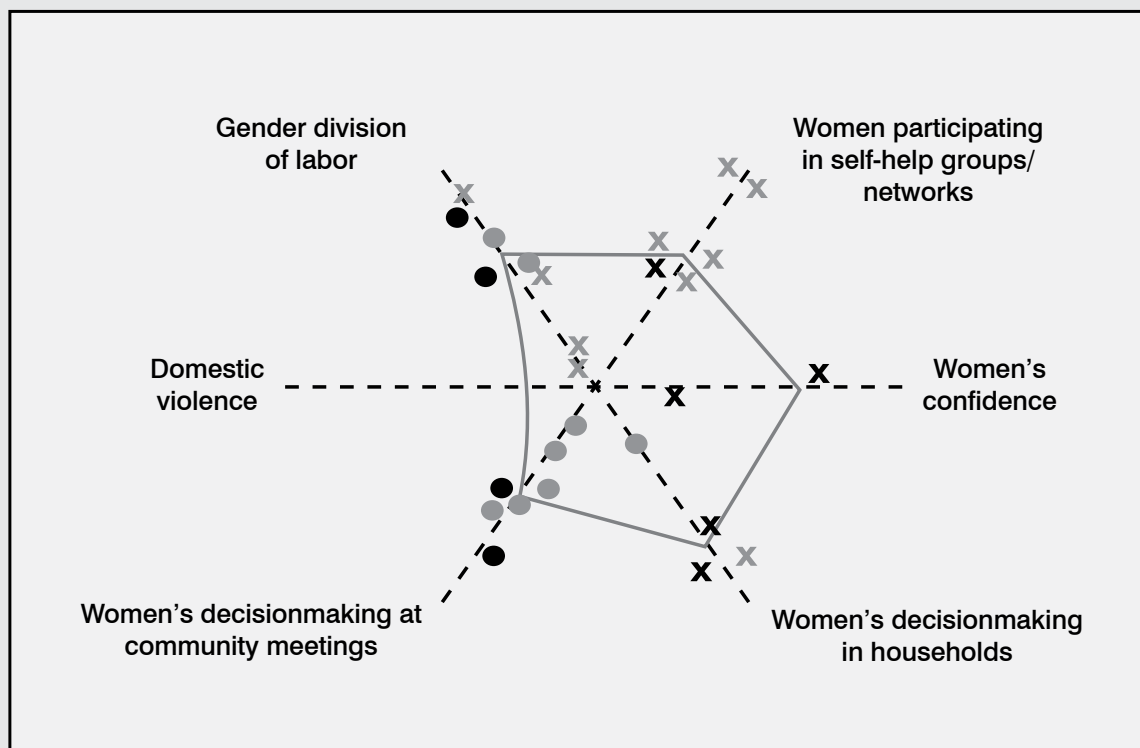 Gender division
of labor
Women participating
in self-help groups/
networks
Domestic
violence
Women's
confidence
Women's decisionmaking at
community meetings
Women's decisionmaking
in households